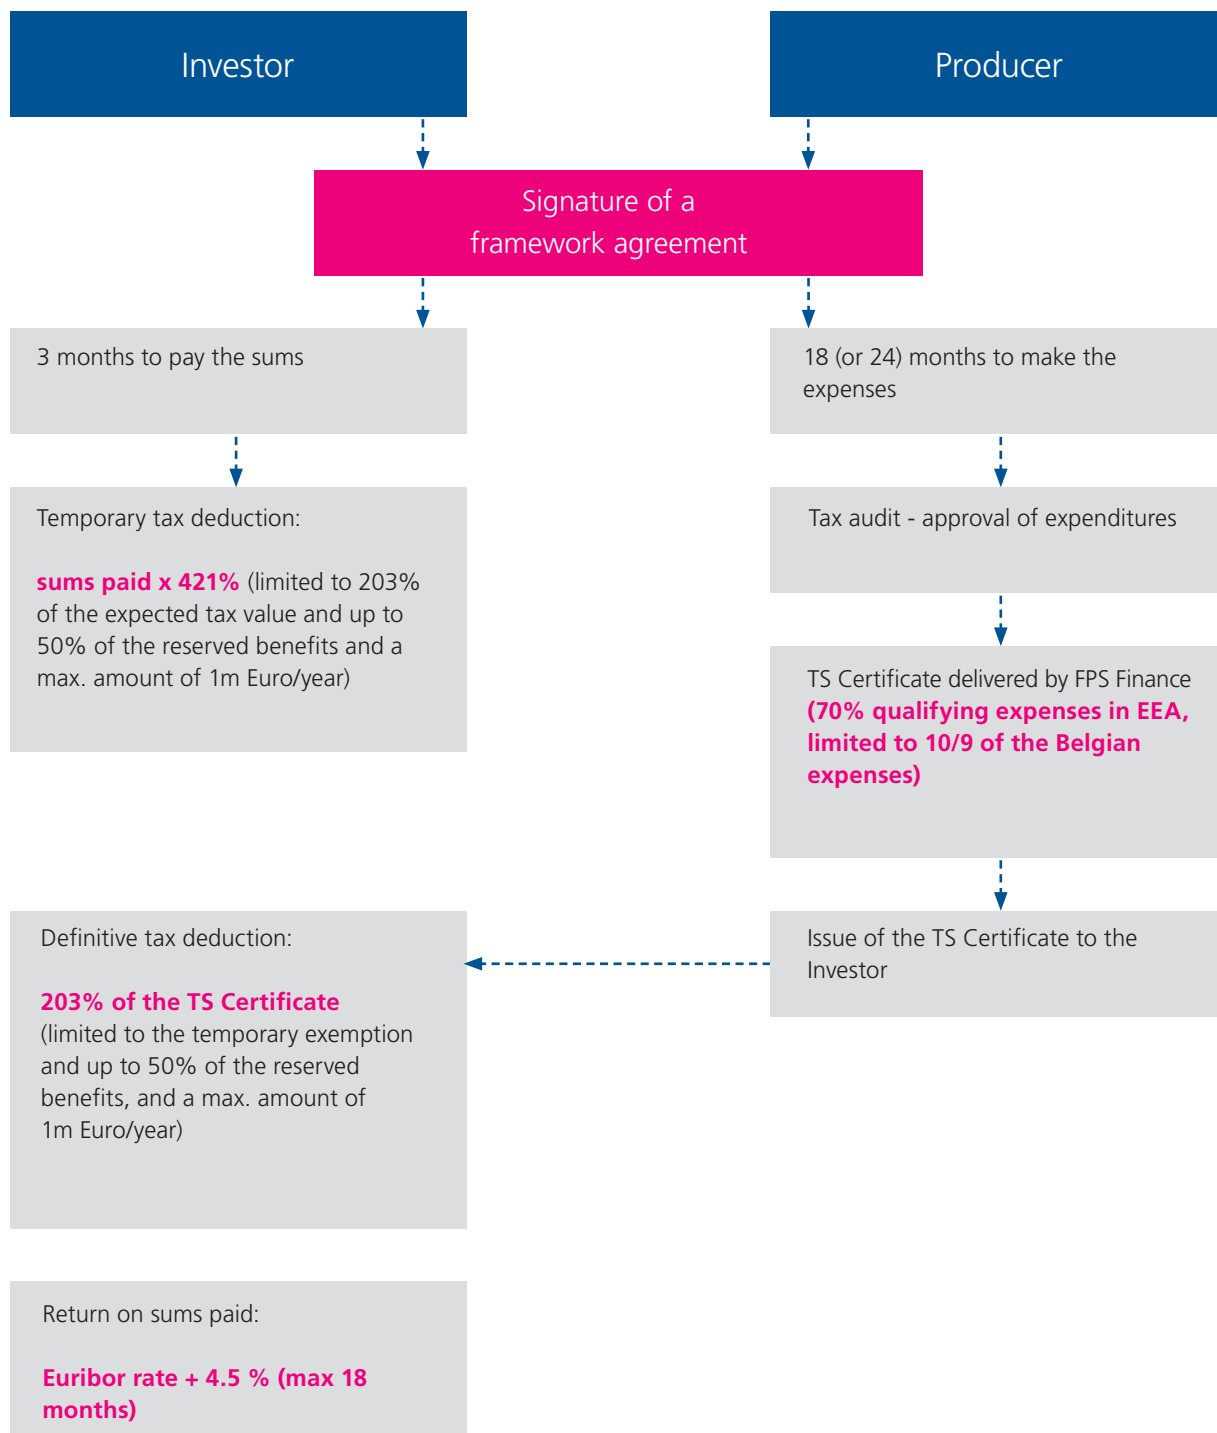 Investor
Producer
Signature of a
framework agreement
3 months to pay the sums
18 (or 24) months to make the
expenses
Temporary tax deduction:
sums paid x 421% (limited to 203%
of the expected tax value and up to
50% of the reserved benefits and a
max. amount of 1m Euro/year)
Tax audit - approval of expenditures
TS Certificate delivered by FPS Finance
(70% qualifying expenses in EEA,
limited to 10/9 of the Belgian
expenses)
Definitive tax deduction:
203% of the TS Certificate
(limited to the temporary exemption
and up to 50% of the reserved
benefits, and a max. amount of
1m Euro/year)
Issue of the TS Certificate to the
Investor
Return on sums paid:
Euribor rate + 4.5 % (max 18
months)